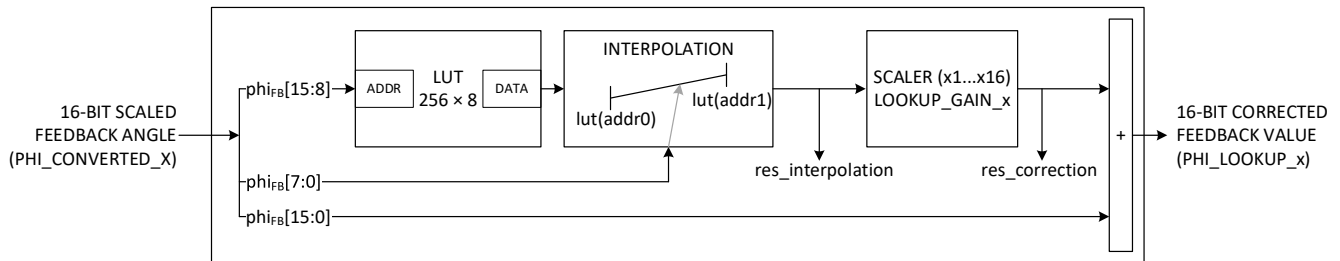 16-BIT SCALED
FEEDBACK ANGLE
(PHI_CONVERTED_X)
phiFB[15:8]
ADDR
LUT
256 × 8
DATA
INTERPOLATION
lut(addr0)
lut(addr1)
phiFB[7:0]
phiFB[15:0]
res_interpolation
SCALER (x1...x16)
LOOKUP_GAIN_x
res_correction
+
16-BIT CORRECTED
FEEDBACK VALUE
(PHI_LOOKUP_x)